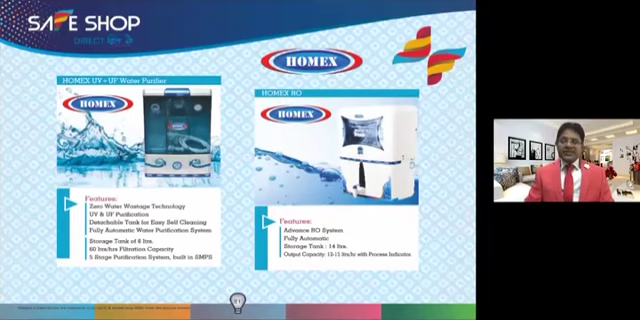 SAFE SHOP
DIRECT दिल से
HOMEX
HOMEX UV+UF Water Purifier
HOMEX
Features:
Zero Water Wastage Technology
UV & UF Purification
Detachable Tank for Easy Self Cleaning
Fully Automatic Water Purification System
Storage Tank of 8 ltrs.
60 ltrs/hrs Filtration Capacity
5 Stage Purification System, built in SMPS
HOMEX RO
HOMEX
Features:
Advance RO System
Fully Automatic
Storage Tank : 14 ltrs.
Output Capacity: 12-15 ltrs/hr with Process Indicator